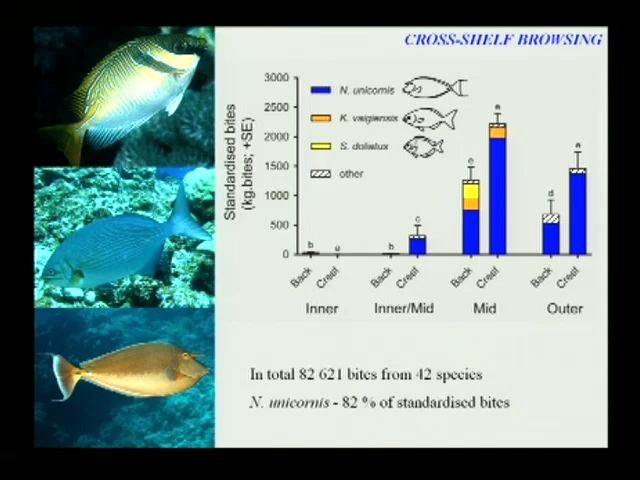 CROSS-SHELF BROWSING
Standardised bites
(kg.bites; +SE)
3000
2500
2000
1500
1000
500
0
N. unicornis
K. vaigiensis
S. doliatus
other
b
a
b
c
e
e
d
Back
Crest
Back
Crest
Back
Crest
Back
Crest
Inner
Inner/Mid
Mid
Outer
In total 82 621 bites from 42 species
N. unicornis - 82 % of standardised bites